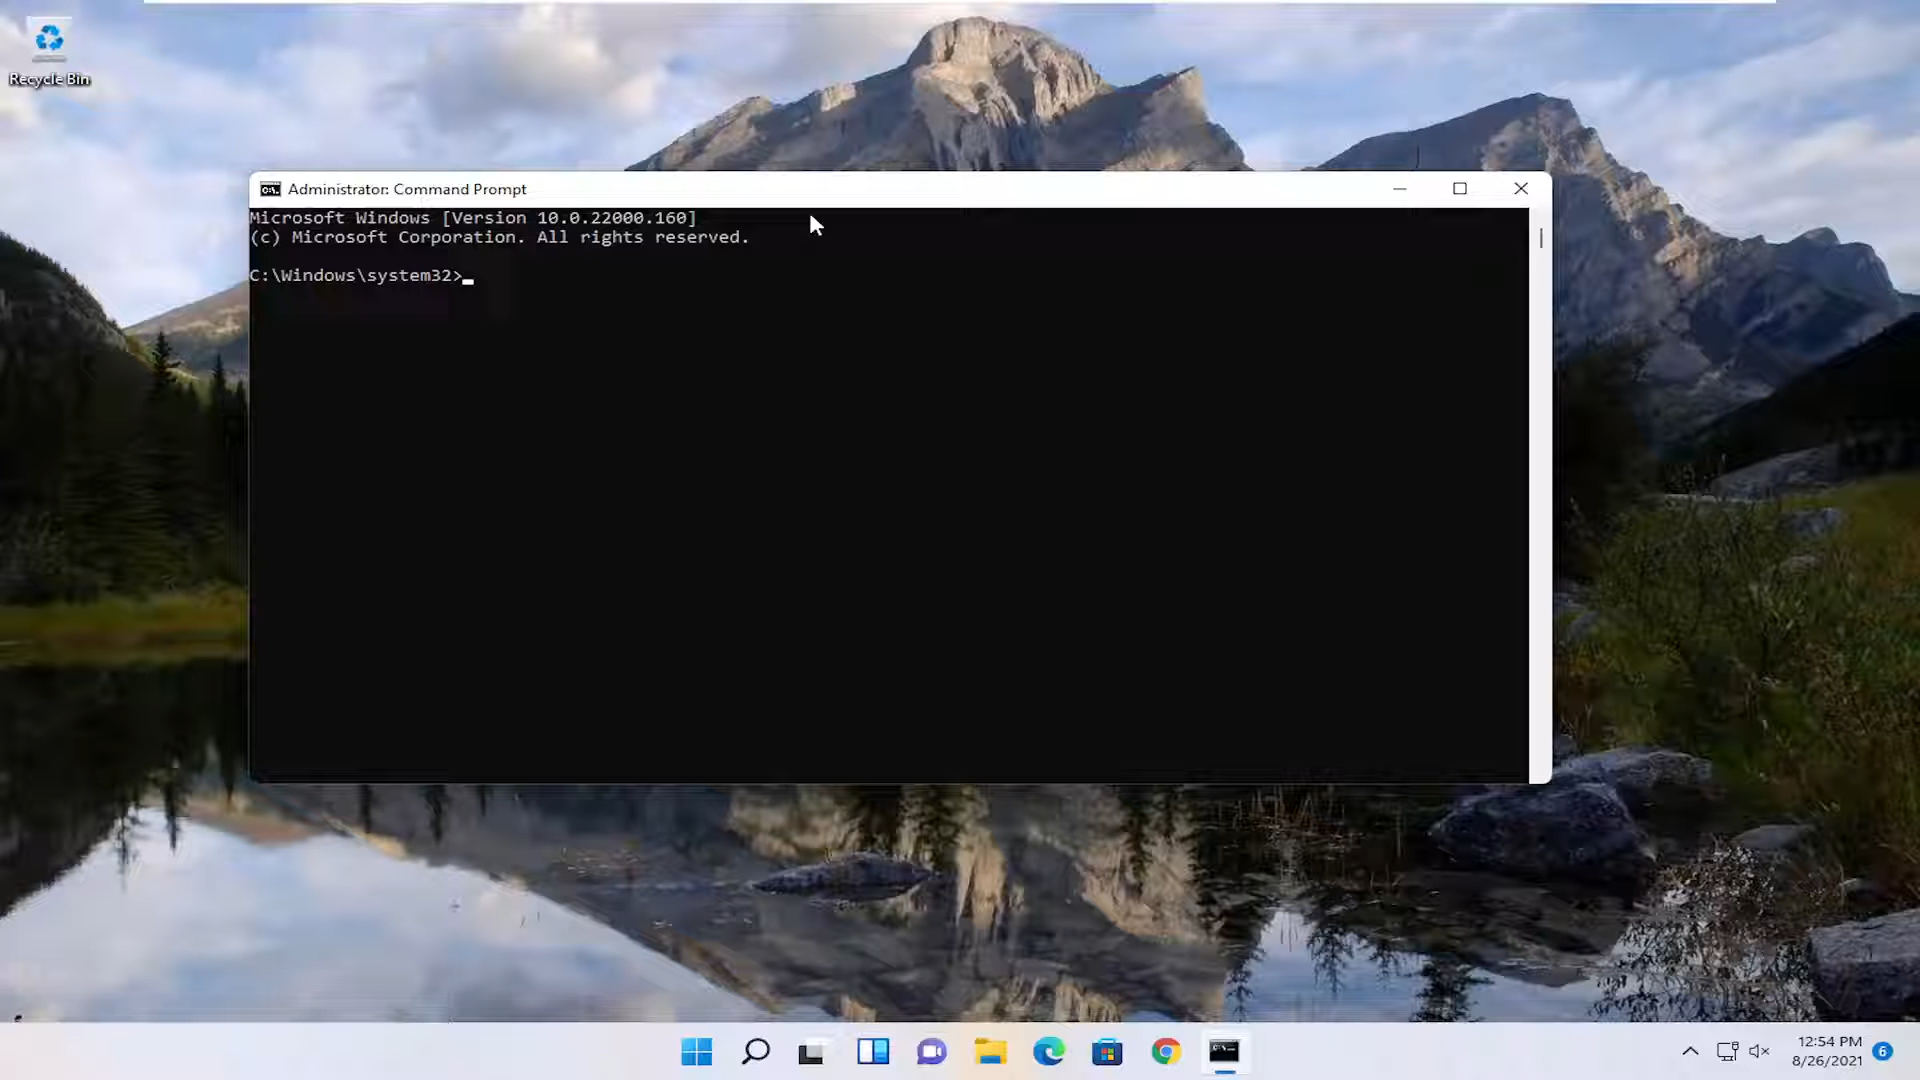 Recycle Bin
Administrator: Command Prompt
Microsoft Windows [Version 10.0.22000.160]
(c) Microsoft Corporation. All rights reserved.
C:\Windows\system32>
12:54 PM
8/26/2021
6